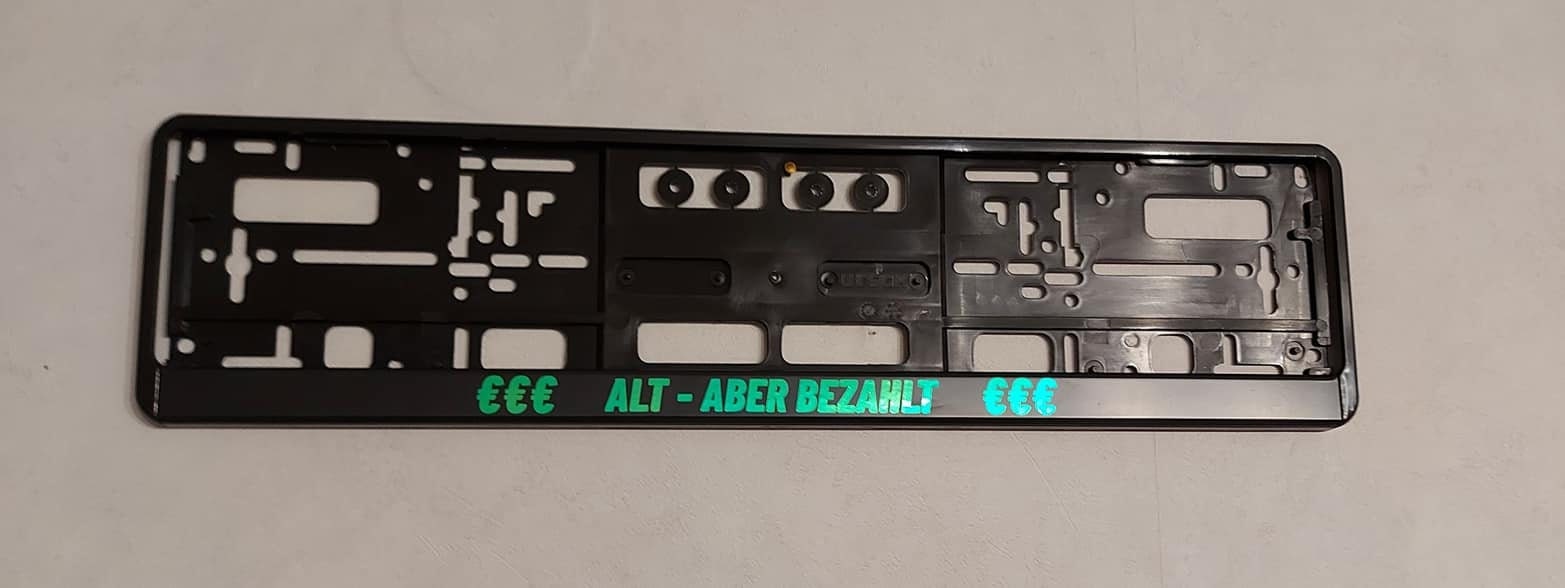 €€€ ALT - ABER BEZAHLT €€€